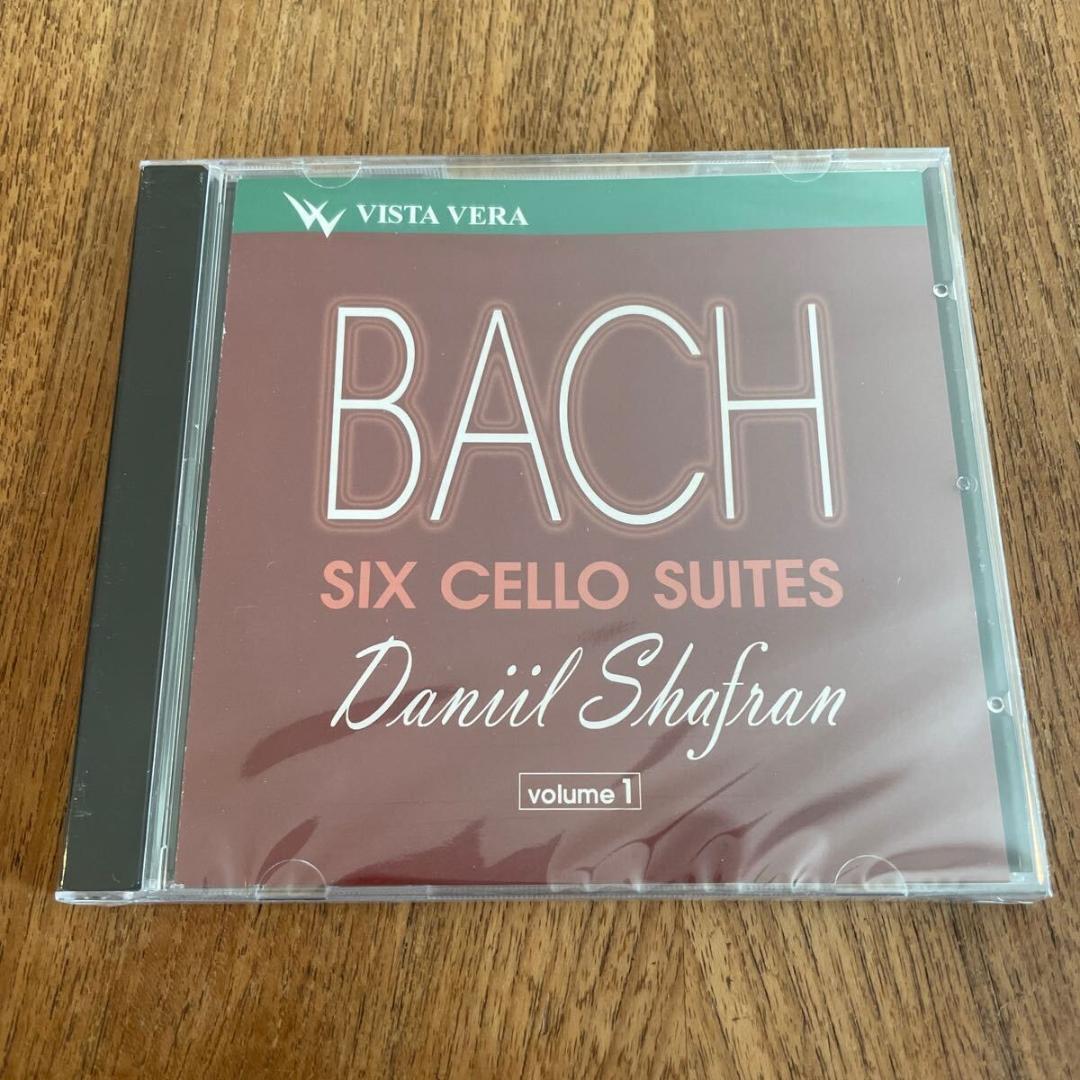 VISTA VERA
BACH
SIX CELLO SUITES
Daniil Shafran
volume 1